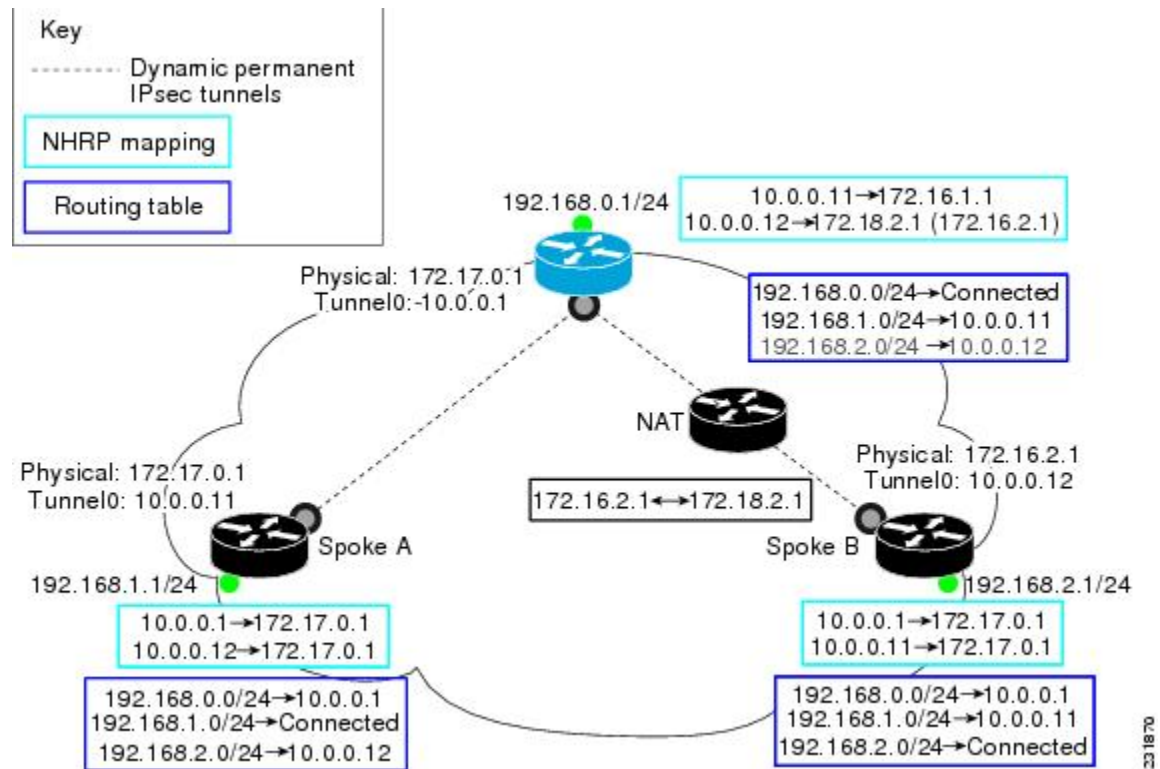 Key
Dynamic permanent
IPsec tunnels
NHRP mapping
Routing table
192.168.0.1/24
10.0.0.11→172.16.1.1
10.0.0.12→172.18.2.1 (172.16.2.1)
Physical: 172.17.0.1
Tunnel0:-10.0.0.1
192.168.0.0/24→Connected
192.168.1.0/24→10.0.0.11
192.168.2.0/24→10.0.0.12
NAT
Physical: 172.17.0.1
Tunnel0: 10.0.0.11
Physical: 172.16.2.1
Tunnel0: 10.0.0.12
172.16.2.1↔172.18.2.1
Spoke A
Spoke B
192.168.1.1/24
192.168.2.1/24
10.0.0.1→172.17.0.1
10.0.0.12→172.17.0.1
10.0.0.1→172.17.0.1
10.0.0.11→172.17.0.1
192.168.0.0/24→10.0.0.1
192.168.1.0/24→Connected
192.168.2.0/24→10.0.0.12
192.168.0.0/24→10.0.0.1
192.168.1.0/24→10.0.0.11
192.168.2.0/24→Connected
231870